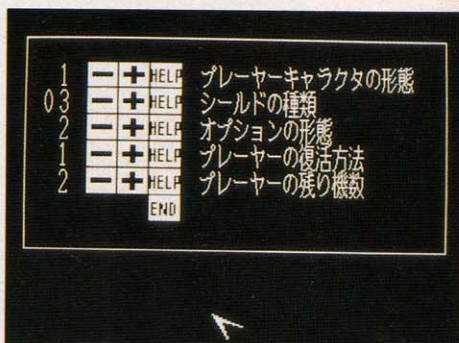 1 － ＋ HELP プレーヤーキャラクタの形態
03 － ＋ HELP シールドの種類
2 － ＋ HELP オプションの形態
1 － ＋ HELP プレーヤーの復活方法
2 － ＋ HELP プレーヤーの残り機数
END